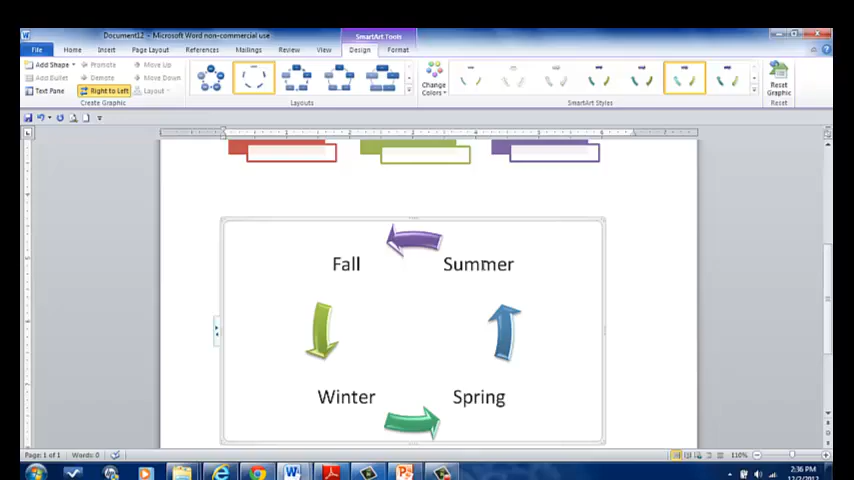 Document12 - Microsoft Word non-commercial use
SmartArt Tools
File Home Insert Page Layout References Mailings Review View Design Format
Add Shape Promote Move Up
Add Bullet Demote Move Down
Text Pane Right to Left Layout
Change Colors
Reset Graphic
Create Graphic Layouts SmartArt Styles Reset
Fall Summer
Winter Spring
Page: 1 of 1 Words: 0 110%
2:36 PM